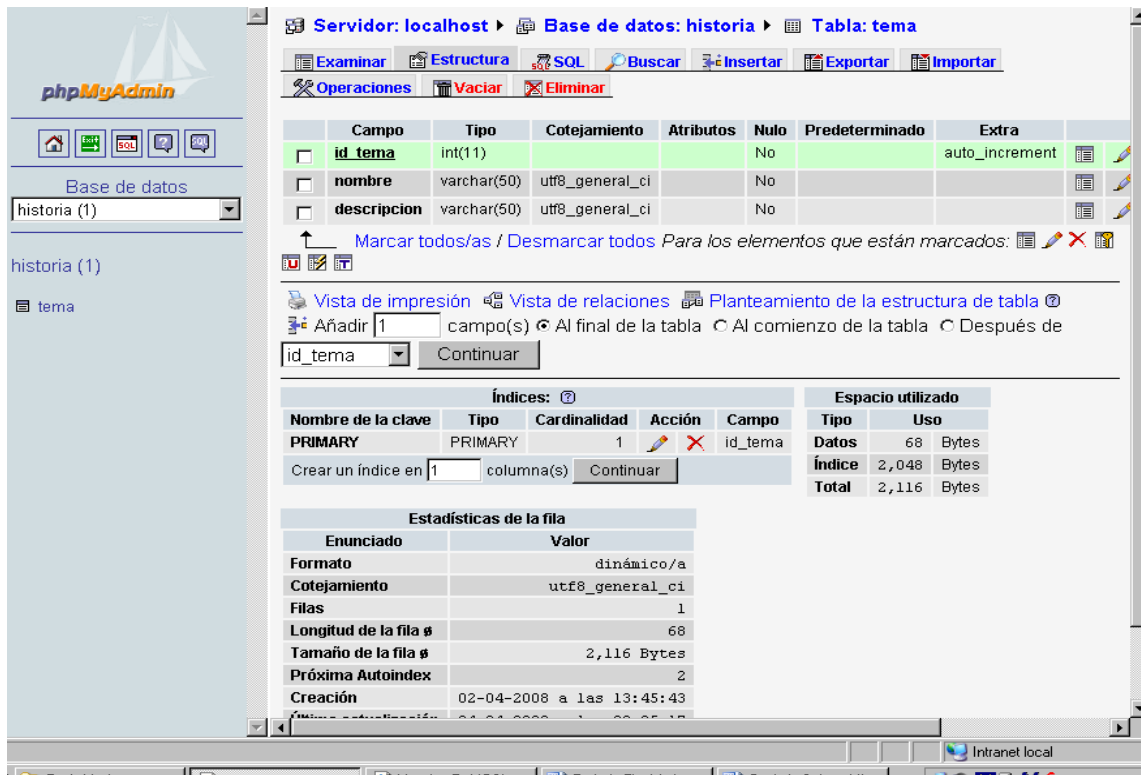 Servidor: localhost Base de datos: historia Tabla: tema
Examinar Estructura SQL Buscar Insertar Exportar Importar
Operaciones Vaciar Eliminar
phpMyAdmin
Exit SQL SQL
Base de datos
historia (1)
historia (1)
tema
Campo Tipo Cotejamiento Atributos Nulo Predeterminado Extra
id_tema int(11) No auto_increment
nombre varchar(50) utf8_general_ci No
descripcion varchar(50) utf8_general_ci No
Marcar todos/as / Desmarcar todos Para los elementos que están marcados:
Vista de impresión Vista de relaciones Planteamiento de la estructura de tabla
Añadir 1 campo(s) Al final de la tabla Al comienzo de la tabla Después de
id_tema Continuar
Índices:
Nombre de la clave Tipo Cardinalidad Acción Campo
PRIMARY PRIMARY 1 id_tema
Crear un índice en 1 columna(s) Continuar
Espacio utilizado
Tipo Uso
Datos 68 Bytes
Índice 2,048 Bytes
Total 2,116 Bytes
Estadísticas de la fila
Enunciado Valor
Formato dinámico/a
Cotejamiento utf8_general_ci
Filas 1
Longitud de la fila ø 68
Tamaño de la fila ø 2,116 Bytes
Próxima Autoindex 2
Creación 02-04-2008 a las 13:45:43
Intranet local